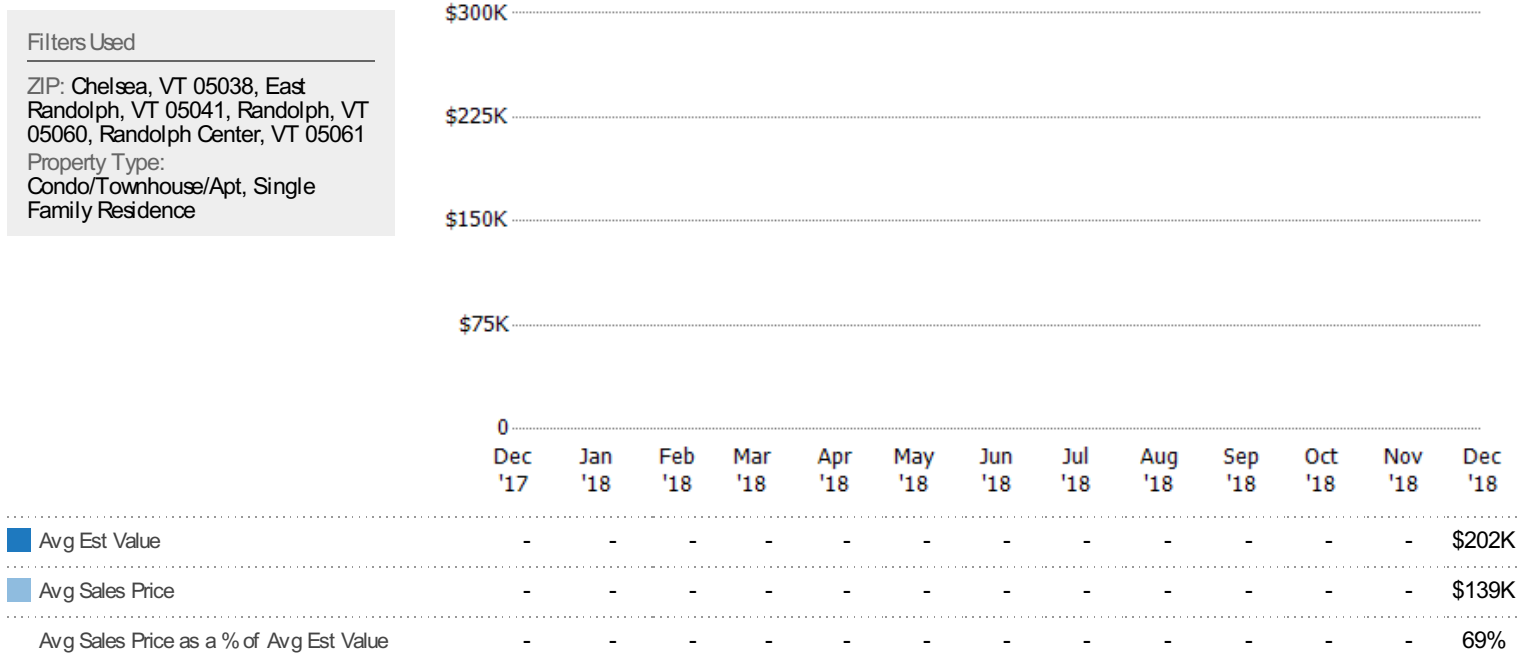 Filters Used
ZIP: Chelsea, VT 05038, East
Randolph, VT 05041, Randolph, VT
05060, Randolph Center, VT 05061
Property Type:
Condo/Townhouse/Apt, Single
Family Residence
$300K
$225K
$150K
$75K
0
Dec Jan Feb Mar Apr May Jun Jul Aug Sep Oct Nov Dec
'17 '18 '18 '18 '18 '18 '18 '18 '18 '18 '18 '18 '18
Avg Est Value - - - - - - - - - - - - $202K
Avg Sales Price - - - - - - - - - - - - $139K
Avg Sales Price as a % of Avg Est Value - - - - - - - - - - - - 69%